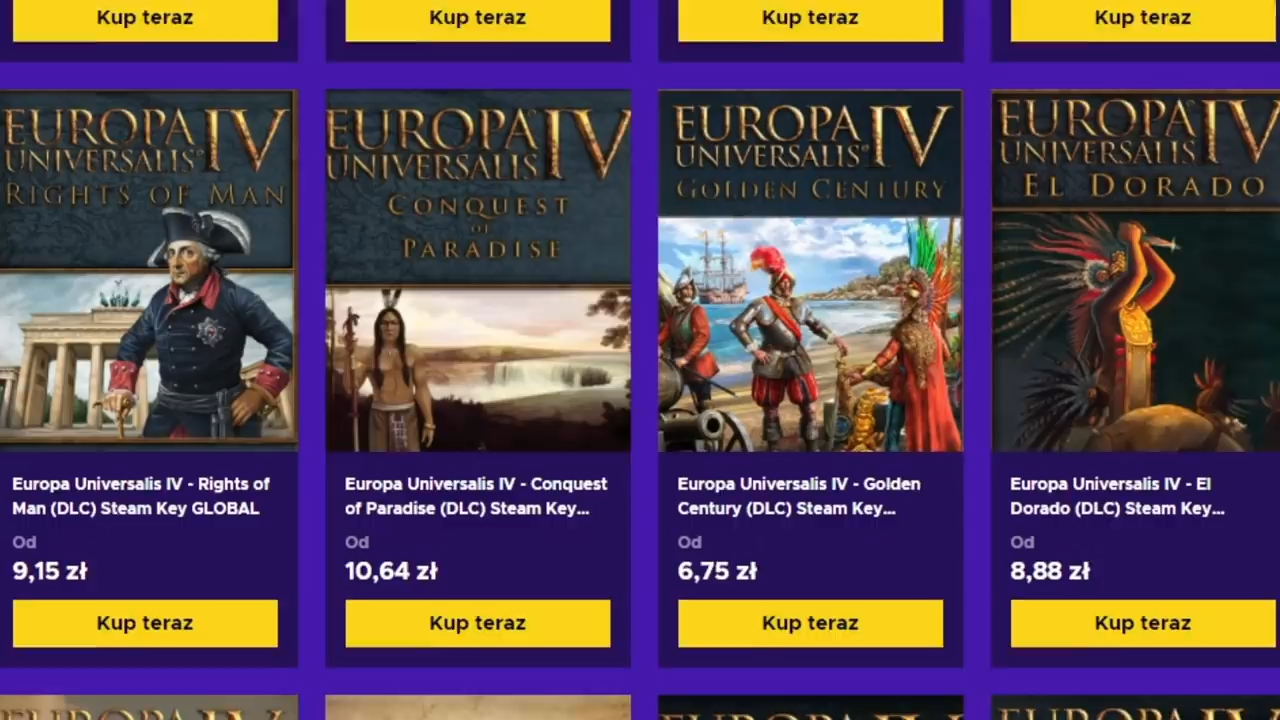 Kup teraz
Kup teraz
Kup teraz
Kup teraz
EUROPA IV
UNIVERSALIS
RIGHTS OF MAN
EUROPA IV
UNIVERSALIS
CONQUEST
OF
PARADISE
EUROPA IV
UNIVERSALIS
GOLDEN CENTURY
EUROPA IV
UNIVERSALIS
EL DORADO
Europa Universalis IV - Rights of
Man (DLC) Steam Key GLOBAL
Od
9,15 zł
Kup teraz
Europa Universalis IV - Conquest
of Paradise (DLC) Steam Key...
Od
10,64 zł
Kup teraz
Europa Universalis IV - Golden
Century (DLC) Steam Key...
Od
6,75 zł
Kup teraz
Europa Universalis IV - El
Dorado (DLC) Steam Key...
Od
8,88 zł
Kup teraz